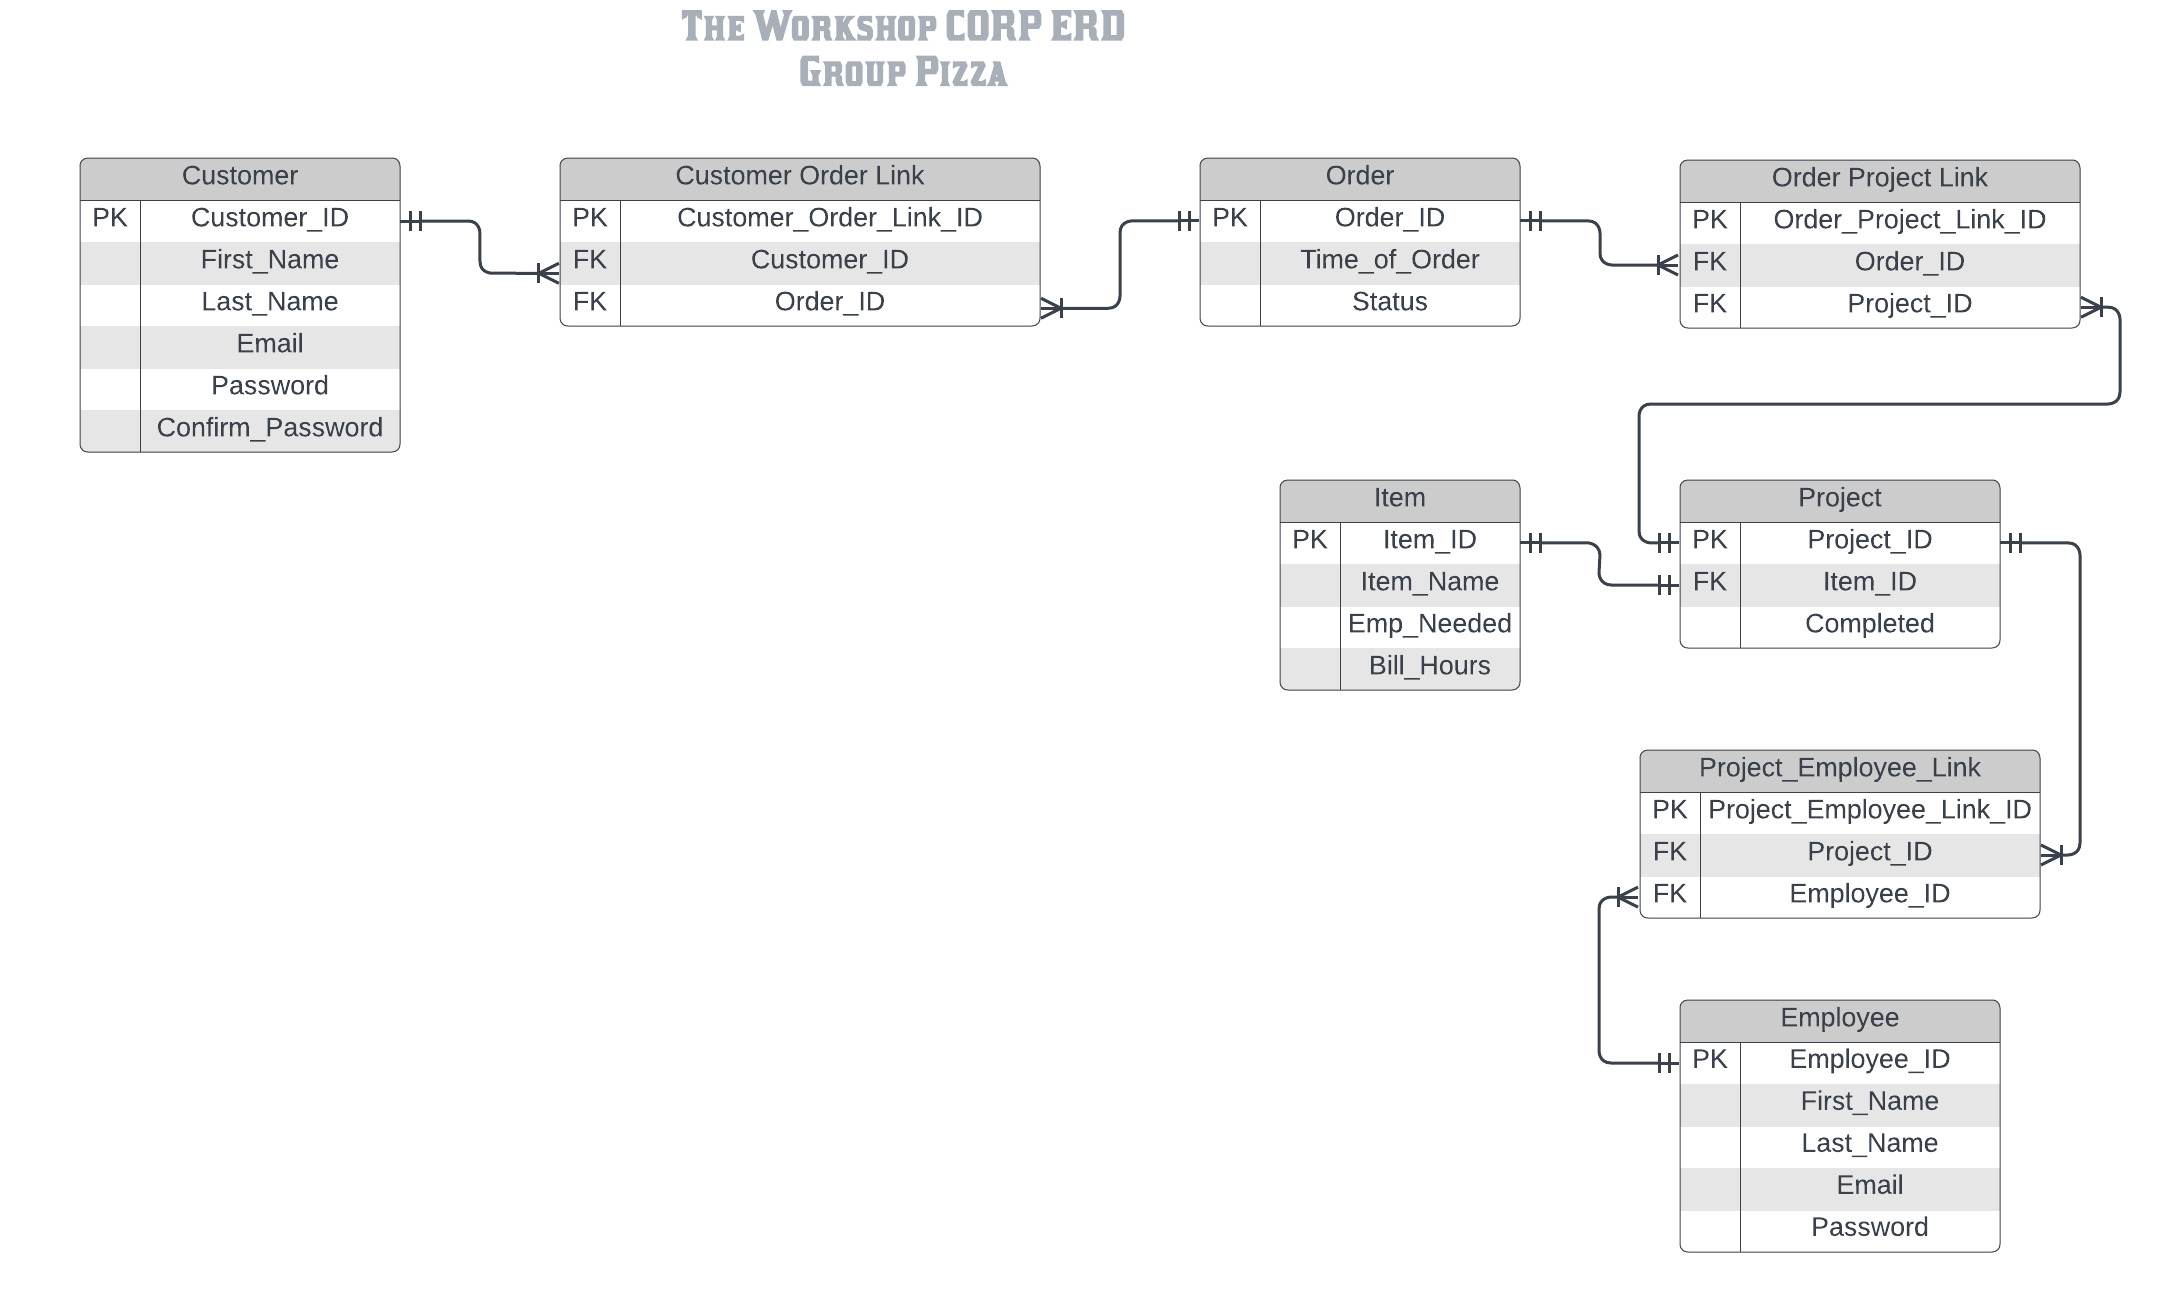 The Workshop CORP ERD
Group Pizza
Customer
PK Customer_ID
First_Name
Last_Name
Email
Password
Confirm_Password
Customer Order Link
PK Customer_Order_Link_ID
FK Customer_ID
FK Order_ID
Order
PK Order_ID
Time_of_Order
Status
Order Project Link
PK Order_Project_Link_ID
FK Order_ID
FK Project_ID
Item
PK Item_ID
Item_Name
Emp_Needed
Bill_Hours
Project
PK Project_ID
FK Item_ID
Completed
Project_Employee_Link
PK Project_Employee_Link_ID
FK Project_ID
FK Employee_ID
Employee
PK Employee_ID
First_Name
Last_Name
Email
Password